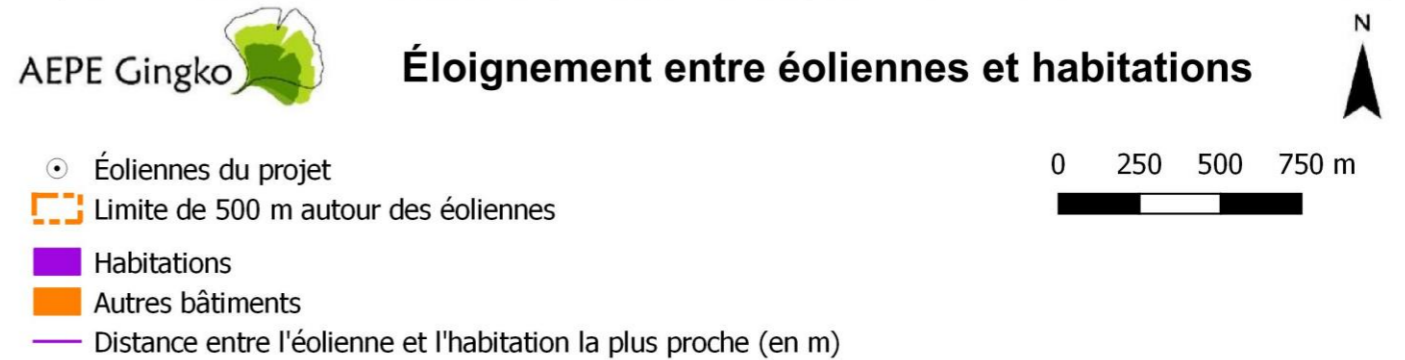 N
AEPE Gingko
Éloignement entre éoliennes et habitations
Éoliennes du projet
0 250 500 750 m
Limite de 500 m autour des éoliennes
Habitations
Autres bâtiments
Distance entre l'éolienne et l'habitation la plus proche (en m)